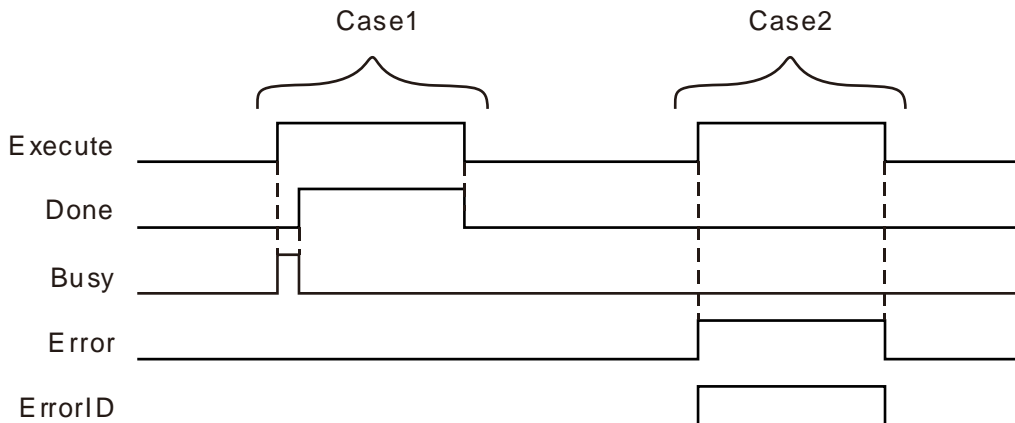 Case1
Case2
Execute
Done
Busy
Error
ErrorID